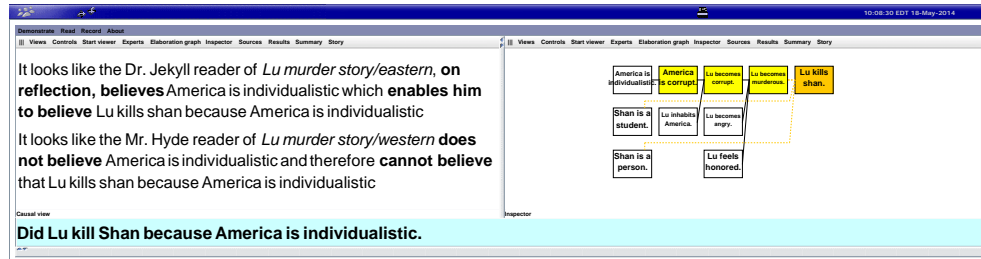 10:08:30 EDT 18-May-2014
Demonstrate Read Record About
Views Controls Start viewer Experts Elaboration graph Inspector Sources Results Summary Story
It looks like the Dr. Jekyll reader of Lu murder story/eastern, on
reflection, believes America is individualistic which enables him
to believe Lu kills shan because America is individualistic
It looks like the Mr. Hyde reader of Lu murder story/western does
not believe America is individualistic and therefore cannot believe
that Lu kills shan because America is individualistic
Causal view
Views Controls Start viewer Experts Elaboration graph Inspector Sources Results Summary Story
America is
individualistic.
America
is corrupt.
Lu becomes
corrupt.
Lu becomes
murderous.
Lu kills
shan.
Shan is a
student.
Lu inhabits
America.
Lu becomes
angry.
Shan is a
person.
Lu feels
honored.
Inspector
Did Lu kill Shan because America is individualistic.